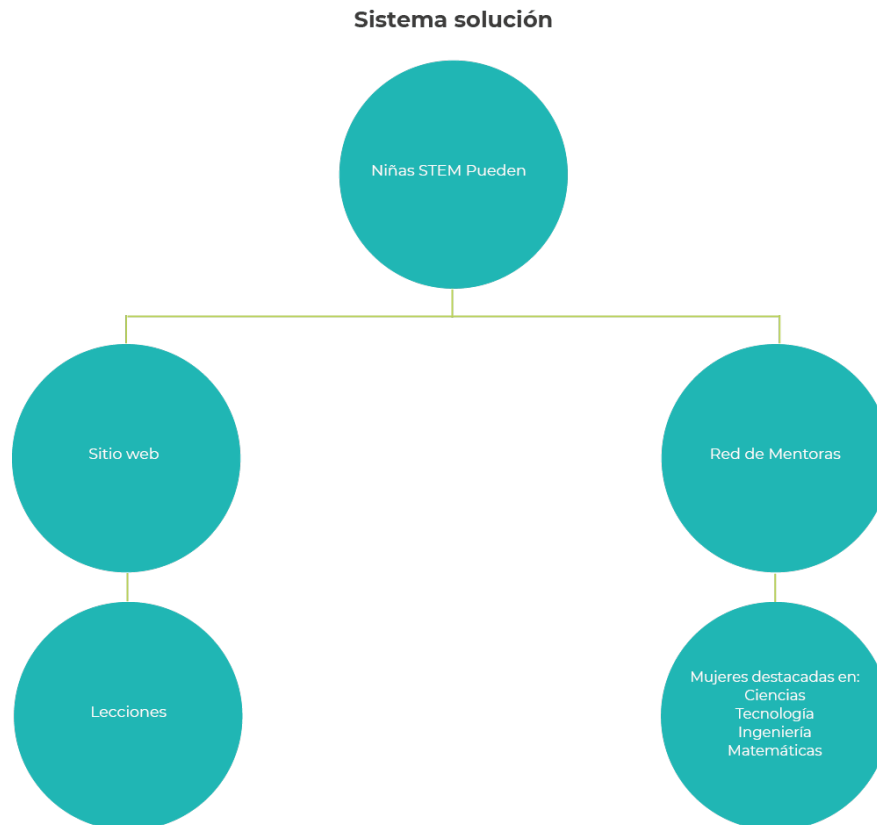 Sistema solución
Niñas STEM Pueden
Sitio web
Red de Mentoras
Lecciones
Mujeres destacadas en:
Ciencias
Tecnología
Ingeniería
Matemáticas